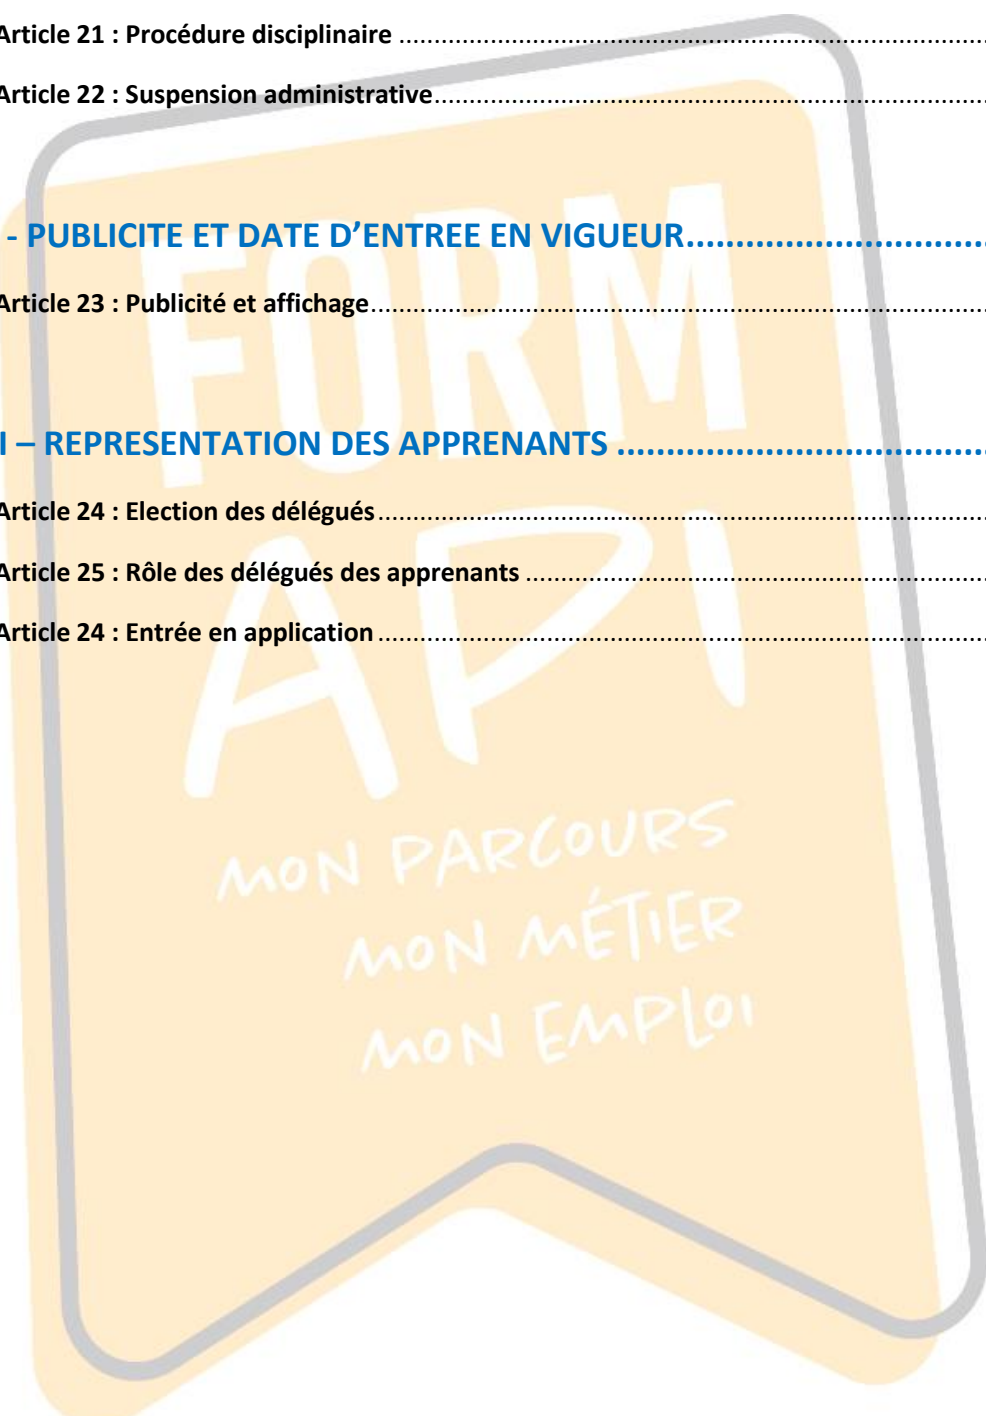 Article 21 : Procédure disciplinaire ................................................................................
Article 22 : Suspension administrative................................................................................
- PUBLICITE ET DATE D’ENTREE EN VIGUEUR...............................
Article 23 : Publicité et affichage................................................................................
I – REPRESENTATION DES APPRENANTS ......................................
Article 24 : Election des délégués................................................................................
Article 25 : Rôle des délégués des apprenants ................................................................
Article 24 : Entrée en application................................................................................
FORM
API
MON PARCOURS
MON MÉTIER
MON EMPLOI